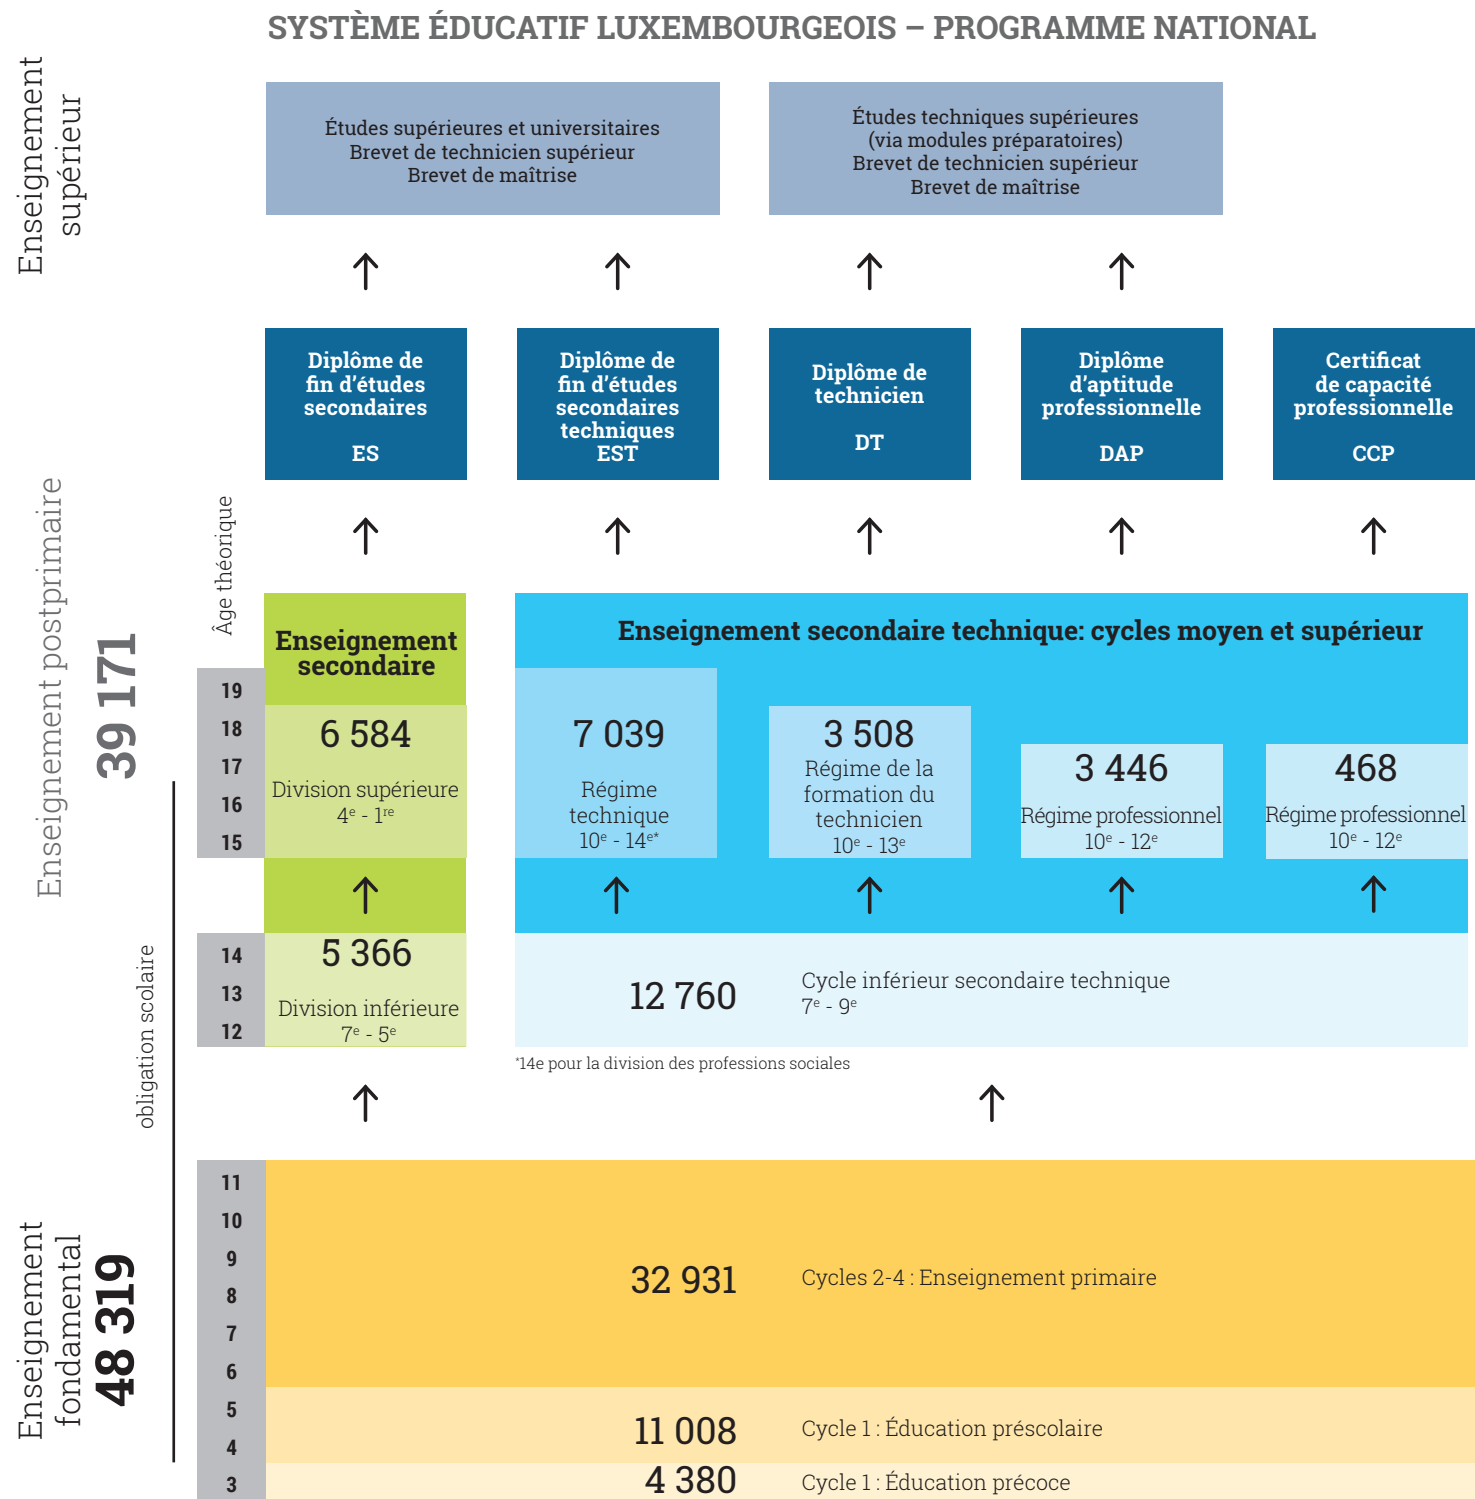 SYSTÈME ÉDUCATIF LUXEMBOURGEOIS – PROGRAMME NATIONAL
Enseignement
supérieur
Études supérieures et universitaires
Brevet de technicien supérieur
Brevet de maîtrise
Études techniques supérieures
(via modules préparatoires)
Brevet de technicien supérieur
Brevet de maîtrise
Diplôme de
fin d'études
secondaires
ES
Diplôme de
fin d'études
secondaires
techniques
EST
Diplôme de
technicien
DT
Diplôme
d'aptitude
professionnelle
DAP
Certificat
de capacité
professionnelle
CCP
Enseignement postprimaire
39 171
Âge théorique
Enseignement
secondaire
Enseignement secondaire technique: cycles moyen et supérieur
19
18
17
16
15
6 584
Division supérieure
4e - 1re
7 039
Régime
technique
10e - 14e*
3 508
Régime de la
formation du
technicien
10e - 13e
3 446
Régime professionnel
10e - 12e
468
Régime professionnel
10e - 12e
14
13
12
5 366
Division inférieure
7e - 5e
12 760
Cycle inférieur secondaire technique
7e - 9e
*14e pour la division des professions sociales
obligation scolaire
Enseignement
fondamental
48 319
11
10
9
8
7
6
5
4
3
32 931
Cycles 2-4 : Enseignement primaire
11 008
Cycle 1 : Éducation préscolaire
4 380
Cycle 1 : Éducation précoce